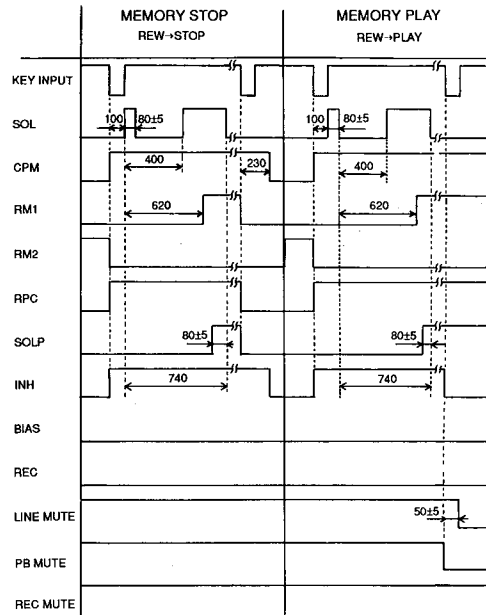 MEMORY STOP
REW→STOP
MEMORY PLAY
REW→PLAY
KEY INPUT
SOL
100
80±5
100
80±5
CPM
400
230
400
RM1
620
620
RM2
RPC
SOLP
80±5
80±5
INH
740
740
BIAS
REC
LINE MUTE
50±5
PB MUTE
REC MUTE